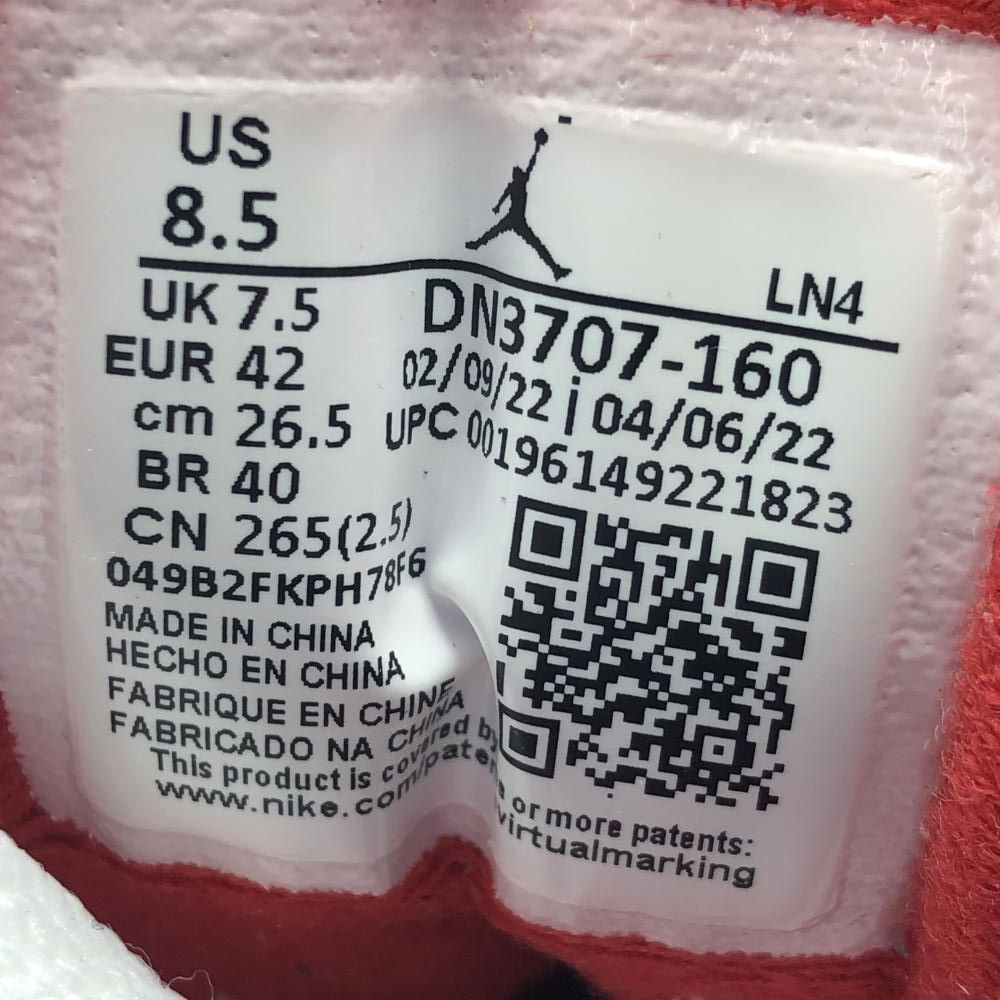 US
8.5
LN4
UK 7.5
EUR 42
cm 26.5
BR 40
CN 265(2.5)
DN3707-160
02/09/22 | 04/06/22
UPC 00196149221823
049B2FKPH78F6
MADE IN CHINA
HECHO EN CHINA
FABRIQUE EN CHINE
FABRICADO NA CHINA
This product is covered by or more patents:
www.nike.com/patents virtualmarking